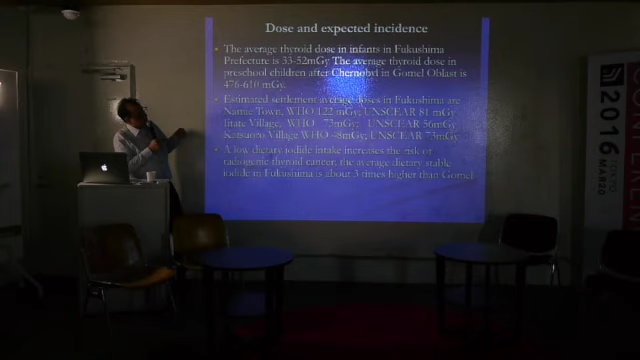 Dose and expected incidence
• The average thyroid dose in infants in Fukushima
Prefecture is 33-52mGy The average thyroid dose in
preschool children after Chernobyl in Gomel Oblast is
476-610 mGy.
• Estimated settlement average doses in Fukushima are
Namie Town, WHO 122 mGy; UNSCEAR 81 mGy
Iitate Village, WHO 73mGy; UNSCEAR 56mGy
Village WHO UNSCEAR 73mGy.
• A low dietary iodide intake increases the risk of
radiogenic thyroid cancer, the average dietary stable
iodide in Fukushima is about 3 times higher than Gomel
2016
TOKYO
MAR20